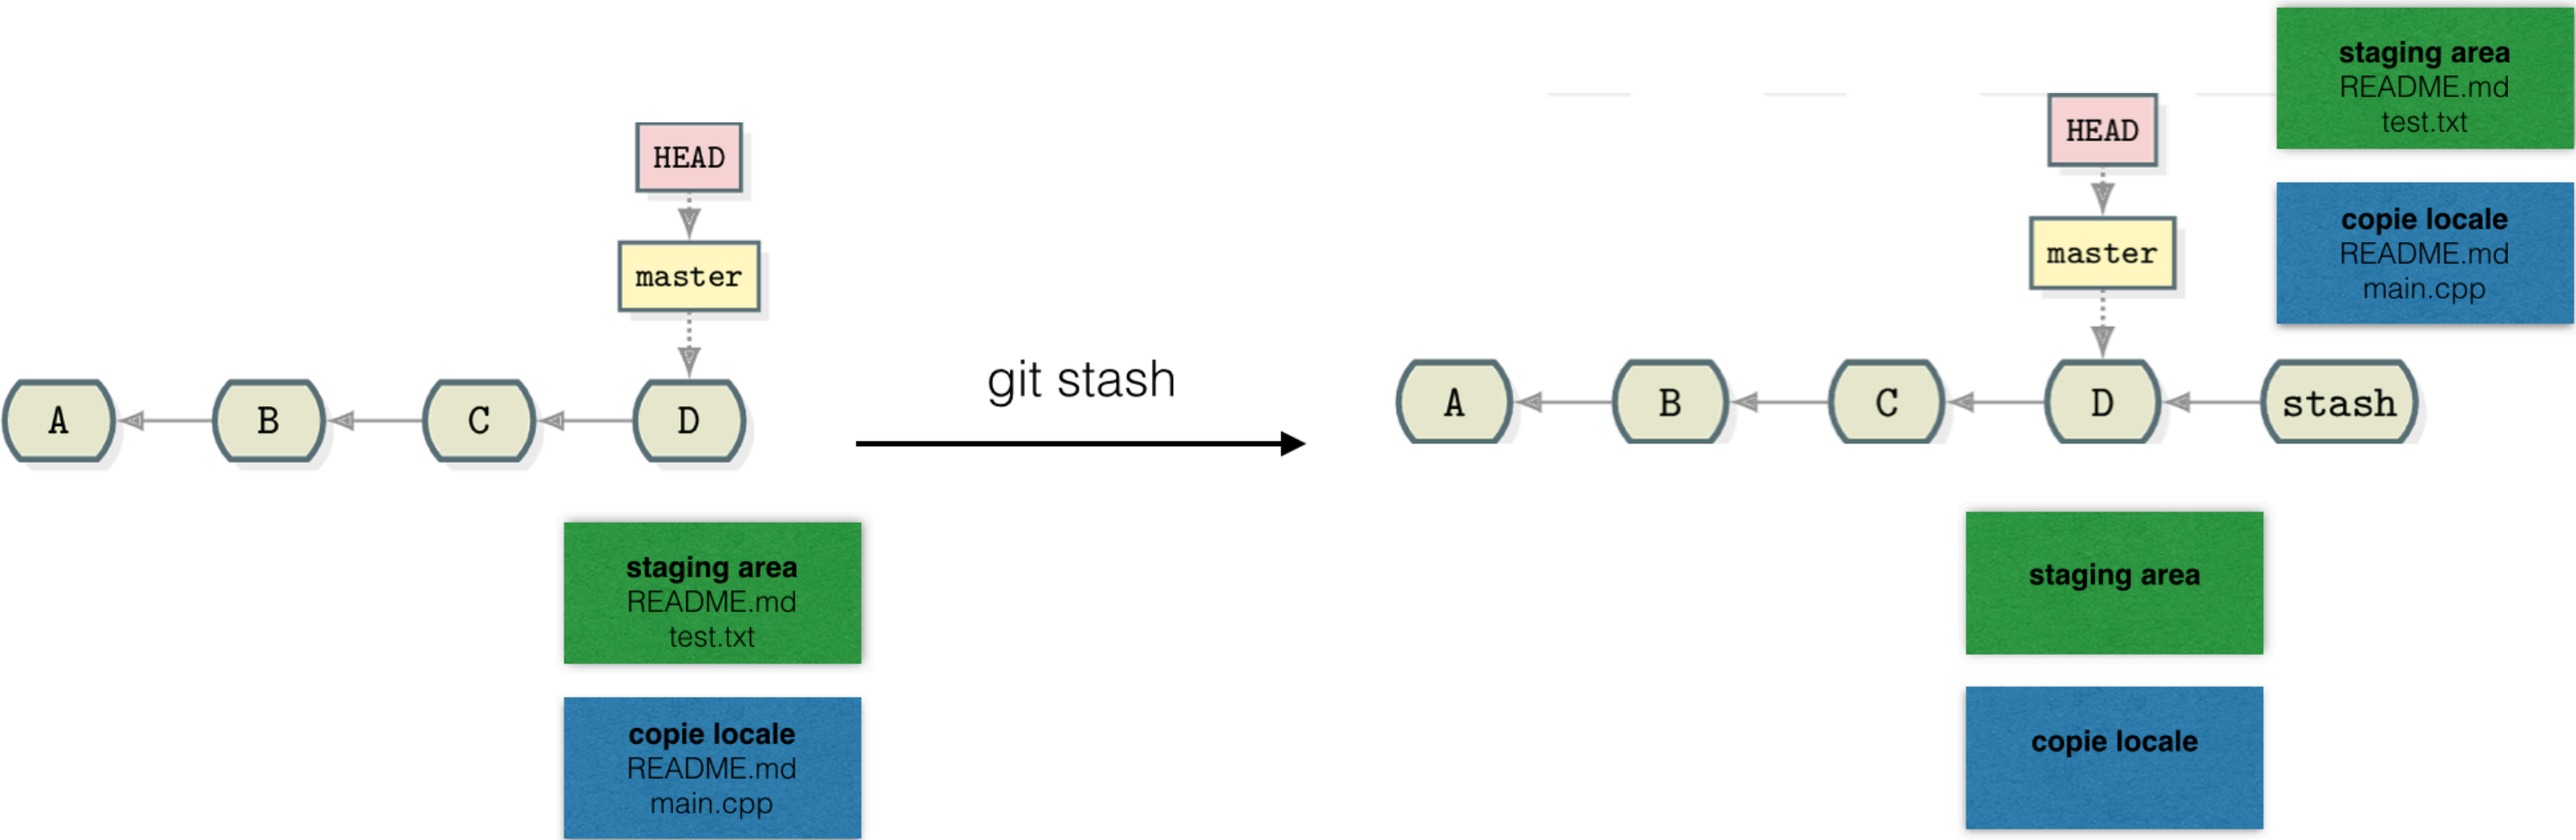 HEAD
master
A
B
C
D
staging area
README.md
test.txt
copie locale
README.md
main.cpp
git stash
staging area
README.md
test.txt
HEAD
copie locale
README.md
main.cpp
master
A
B
C
D
stash
staging area
copie locale